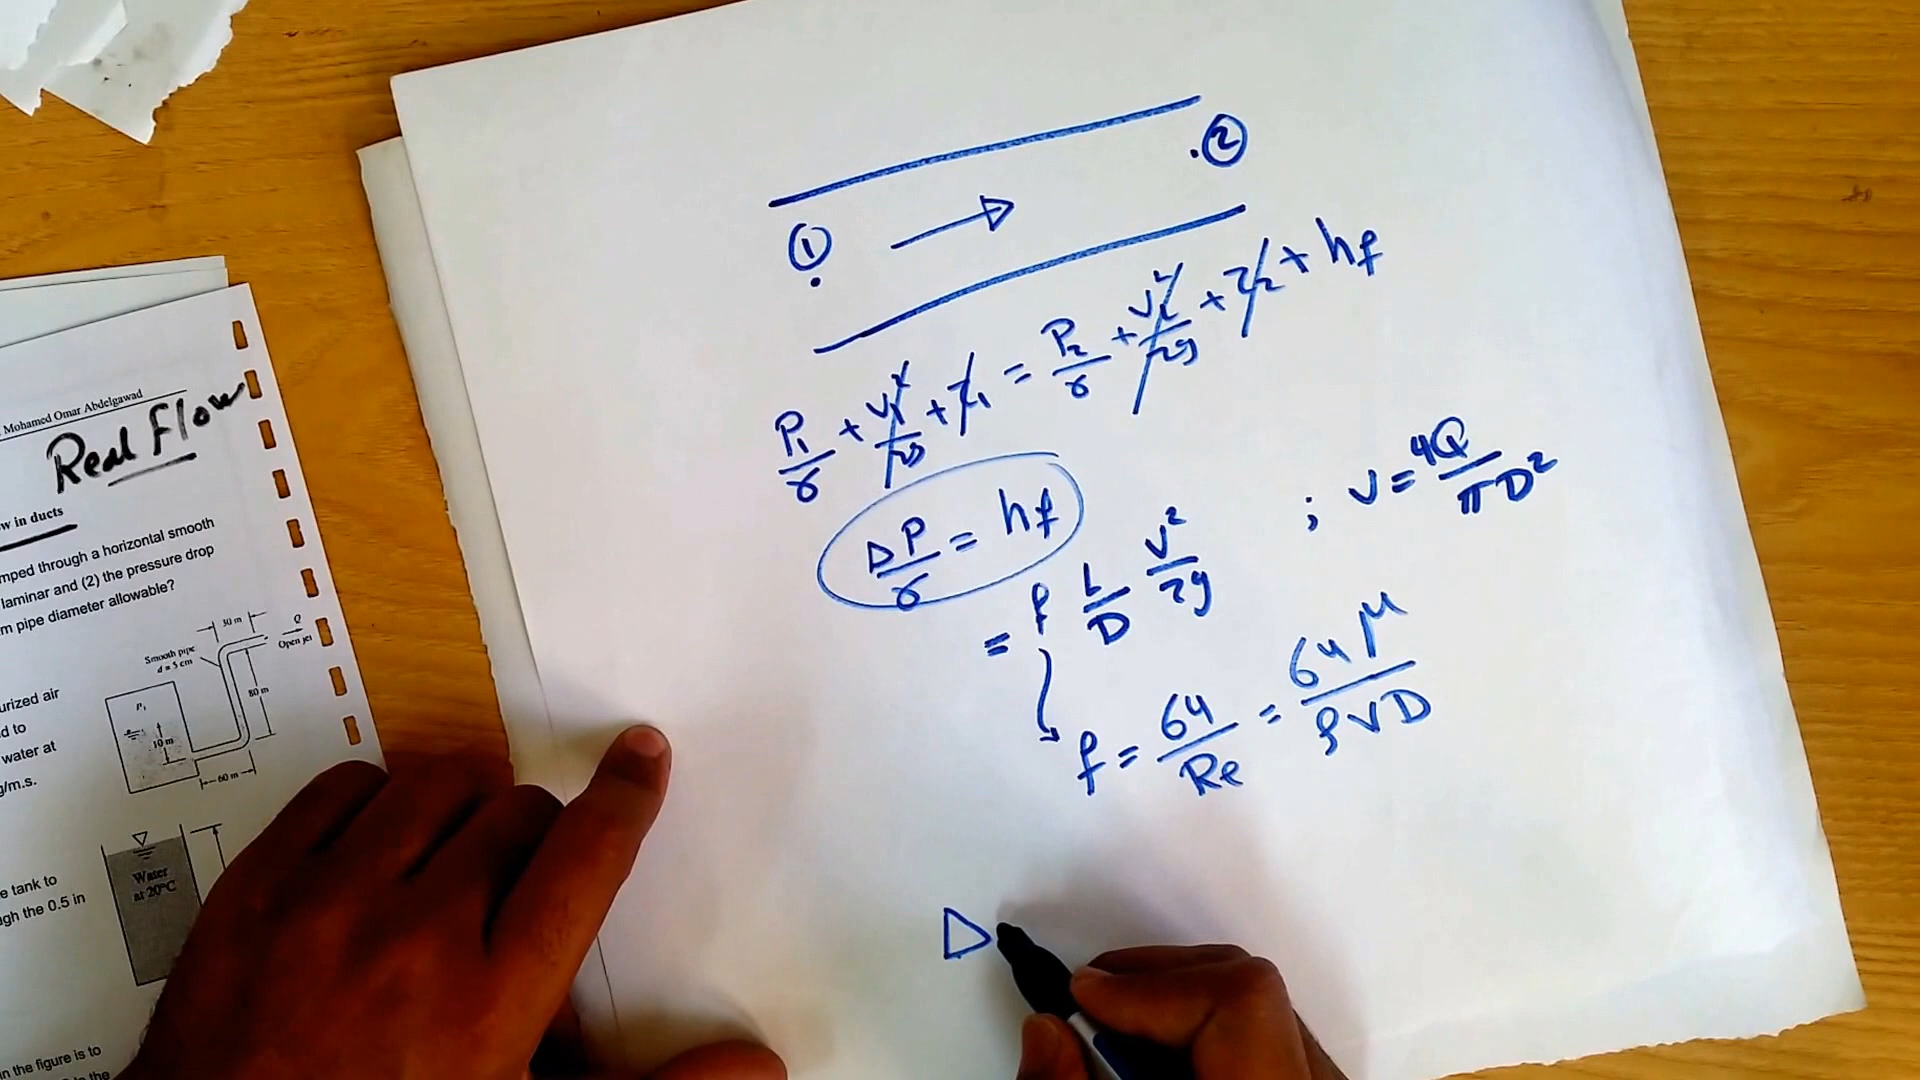 Mohamed Omar Abdelgawad
Real Flow
w in ducts
mped through a horizontal smooth
laminar and (2) the pressure drop
m pipe diameter allowable?
30 m
Q
Open jet
Smooth pipe
d = 5 cm
80 m
P₁
10 m
60 m
urized air
d to
water at
g/m.s.
Water
at 20°C
e tank to
gh the 0.5 in
in the figure is to
the
②
①
P₁/γ + V₁²/2g + Z₁ = P₂/γ + V₂²/2g + Z₂ + hf
ΔP/γ = hf
= f L/D V²/2g ; V = 4Q/πD²
f = 64/Re = 64μ/ρVD
Δ